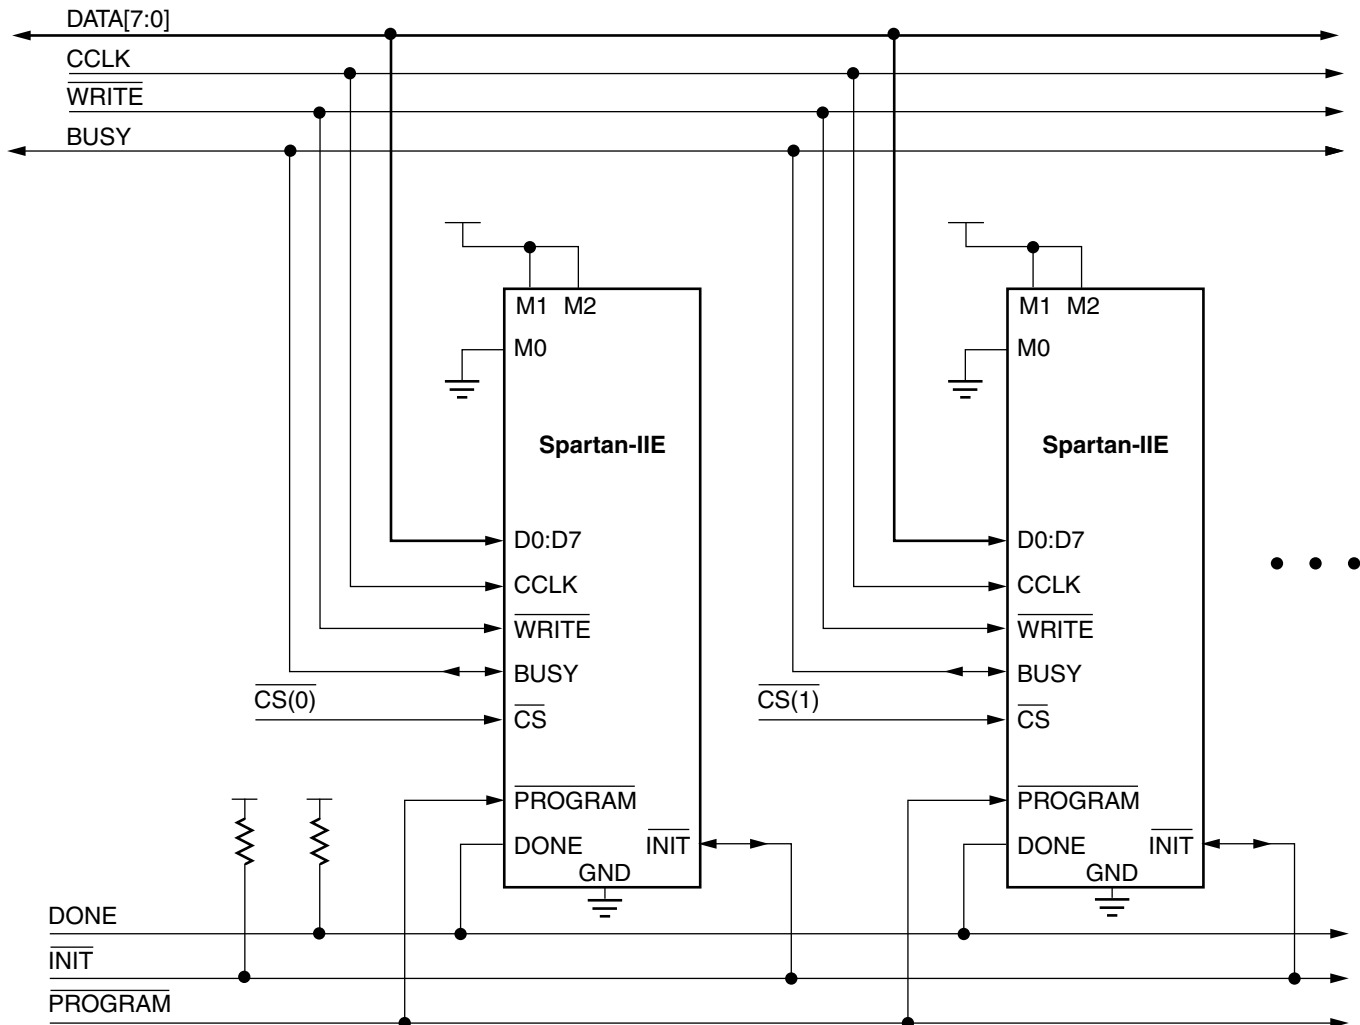 DATA[7:0]
CCLK
WRITE
BUSY
M1 M2
M0
Spartan-IIE
D0:D7
CCLK
WRITE
BUSY
CS(0)
CS
PROGRAM
DONE INIT
GND
M1 M2
M0
Spartan-IIE
D0:D7
CCLK
WRITE
BUSY
CS(1)
CS
PROGRAM
DONE INIT
GND
DONE
INIT
PROGRAM